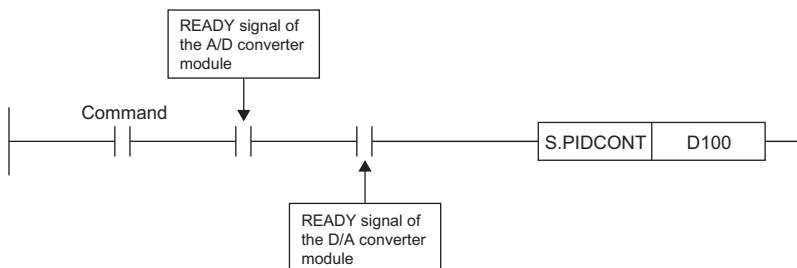 READY signal of
the A/D converter
module
Command
S.PIDCONT D100
READY signal of
the D/A converter
module